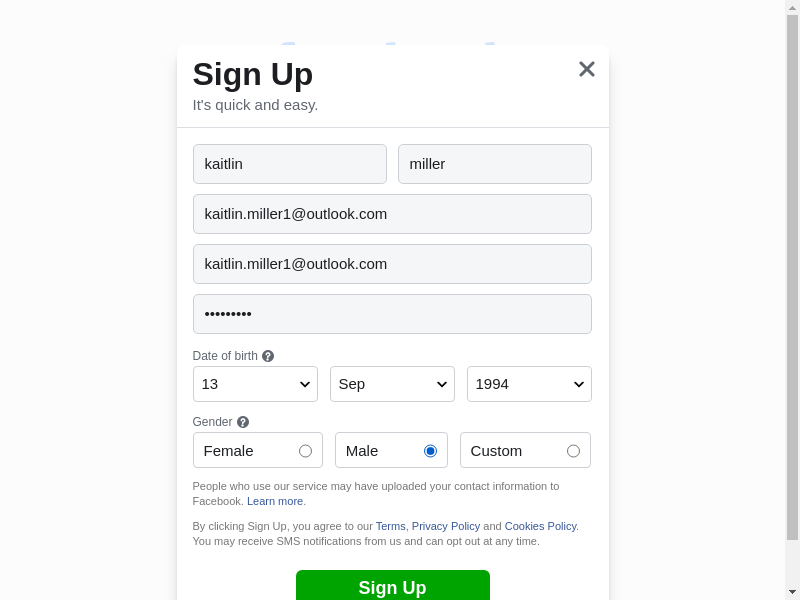 Sign Up
It's quick and easy.
kaitlin miller
kaitlin.miller1@outlook.com
kaitlin.miller1@outlook.com
•••••••••
Date of birth ?
13 Sep 1994
Gender ?
Female Male Custom
People who use our service may have uploaded your contact information to
Facebook. Learn more.
By clicking Sign Up, you agree to our Terms, Privacy Policy and Cookies Policy.
You may receive SMS notifications from us and can opt out at any time.
Sign Up